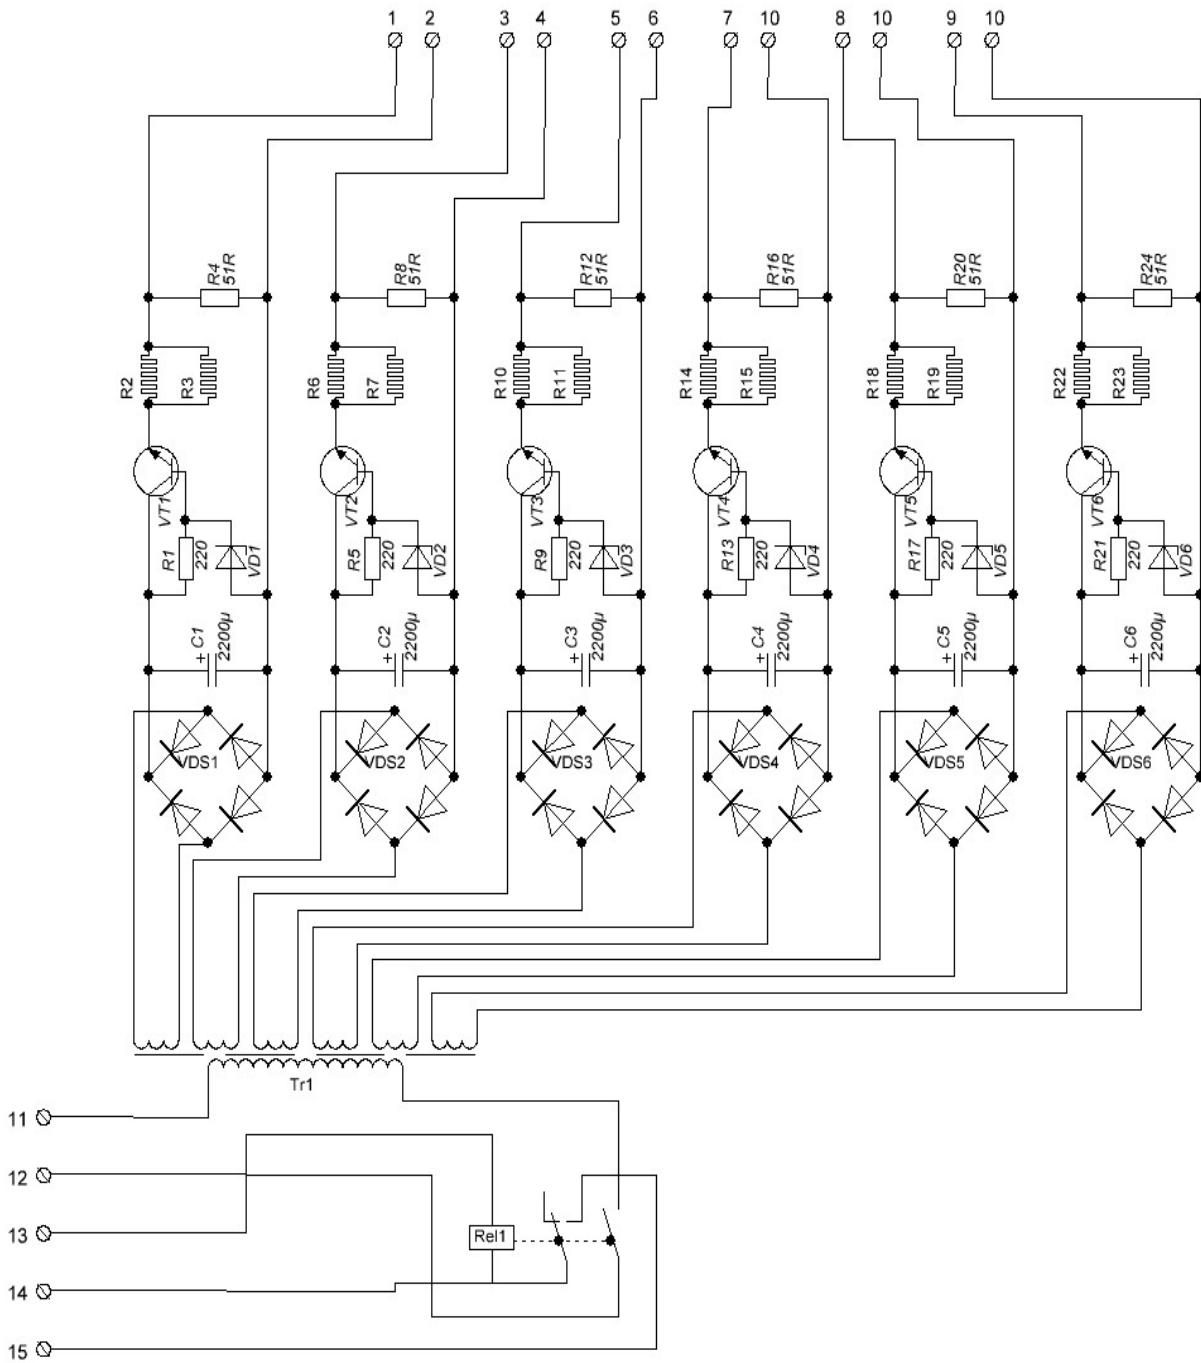 1 2 3 4 5 6 7 10 8 10 9 10
R4 51R R8 51R R12 51R R16 51R R20 51R R24 51R
R2 R3 R6 R7 R10 R11 R14 R15 R18 R19 R22 R23
VT1 VT2 VT3 VT4 VT5 VT6
R1 220 VD1 R5 220 VD2 R9 220 VD3 R13 220 VD4 R17 220 VD5 R21 220 VD6
+ C1 2200µ + C2 2200µ + C3 2200µ + C4 2200µ + C5 2200µ + C6 2200µ
VDS1 VDS2 VDS3 VDS4 VDS5 VDS6
Tr1
11
12
13 Rel1
14
15